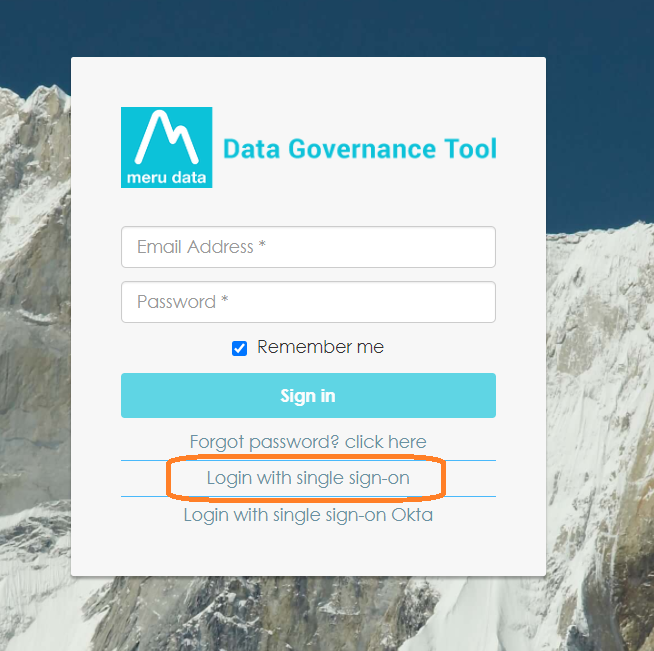 meru data
Data Governance Tool
Email Address *
Password *
Remember me
Sign in
Forgot password? click here
Login with single sign-on
Login with single sign-on Okta